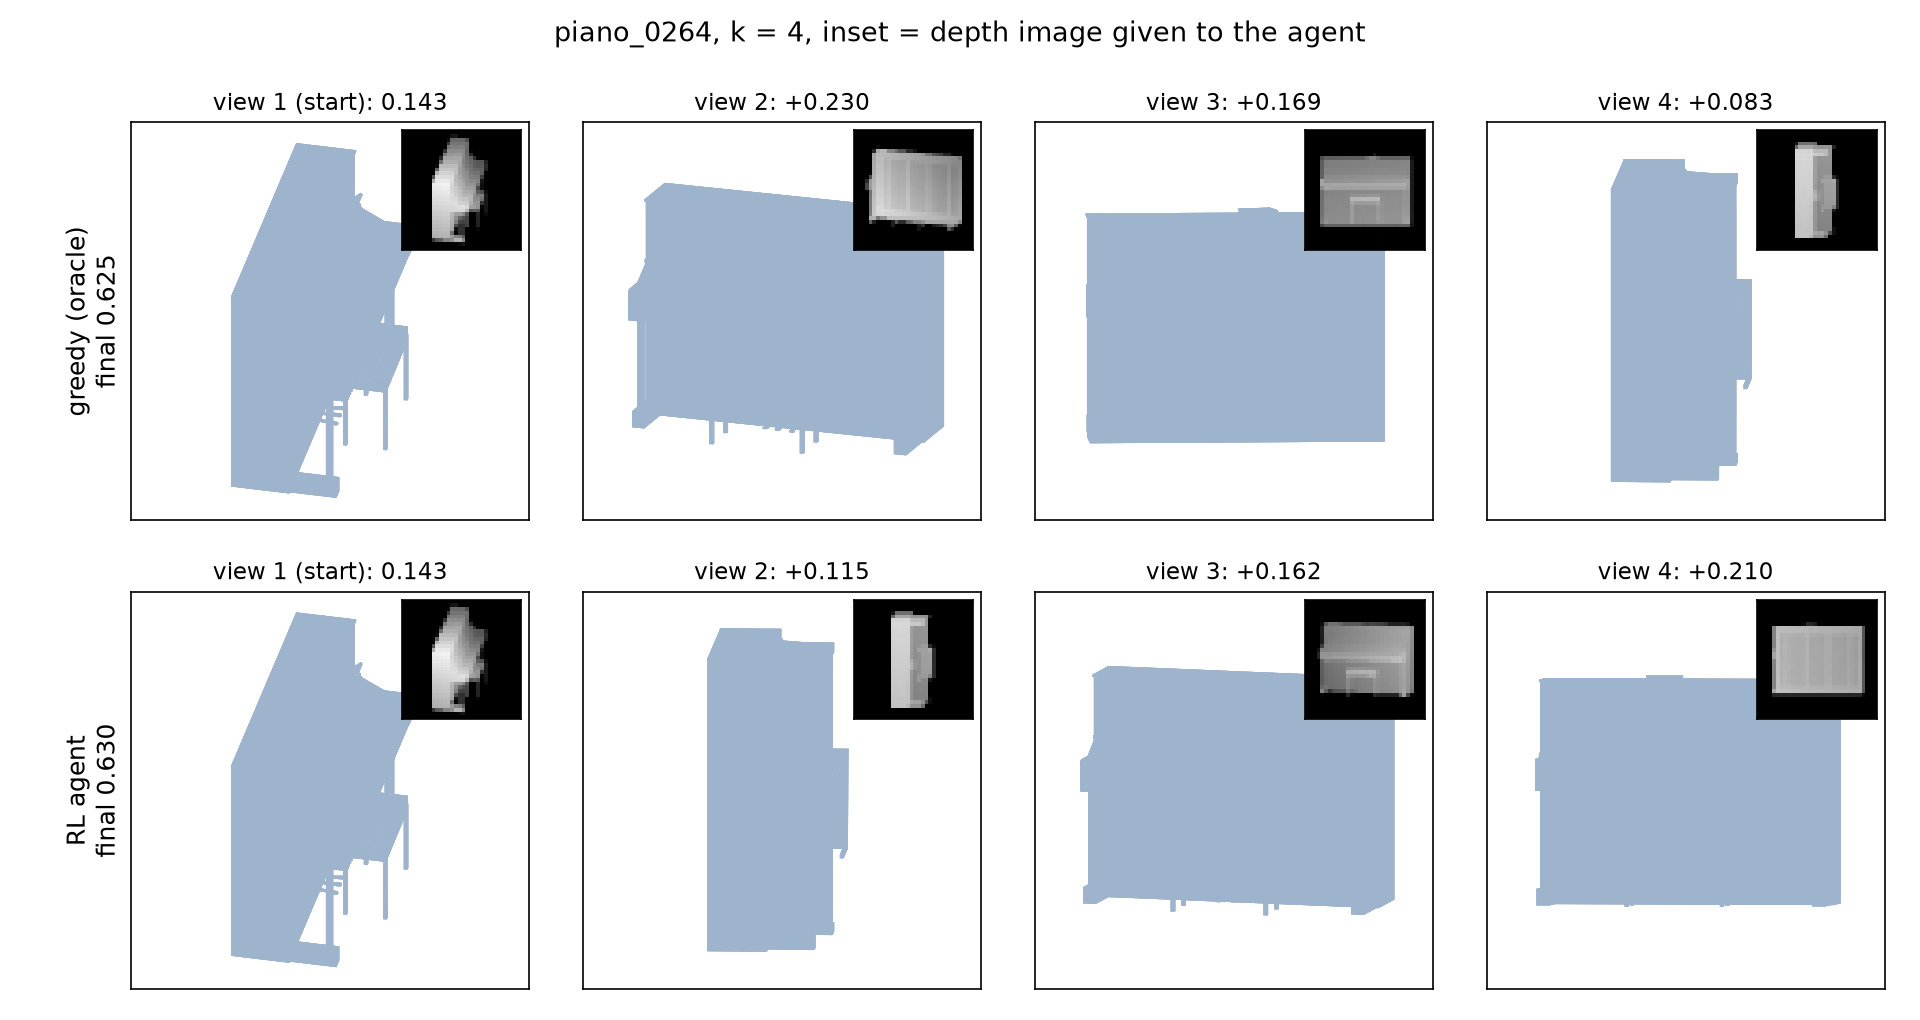 piano_0264, k = 4, inset = depth image given to the agent
view 1 (start): 0.143
view 2: +0.230
view 3: +0.169
view 4: +0.083
greedy (oracle)
final 0.625
view 1 (start): 0.143
view 2: +0.115
view 3: +0.162
view 4: +0.210
RL agent
final 0.630